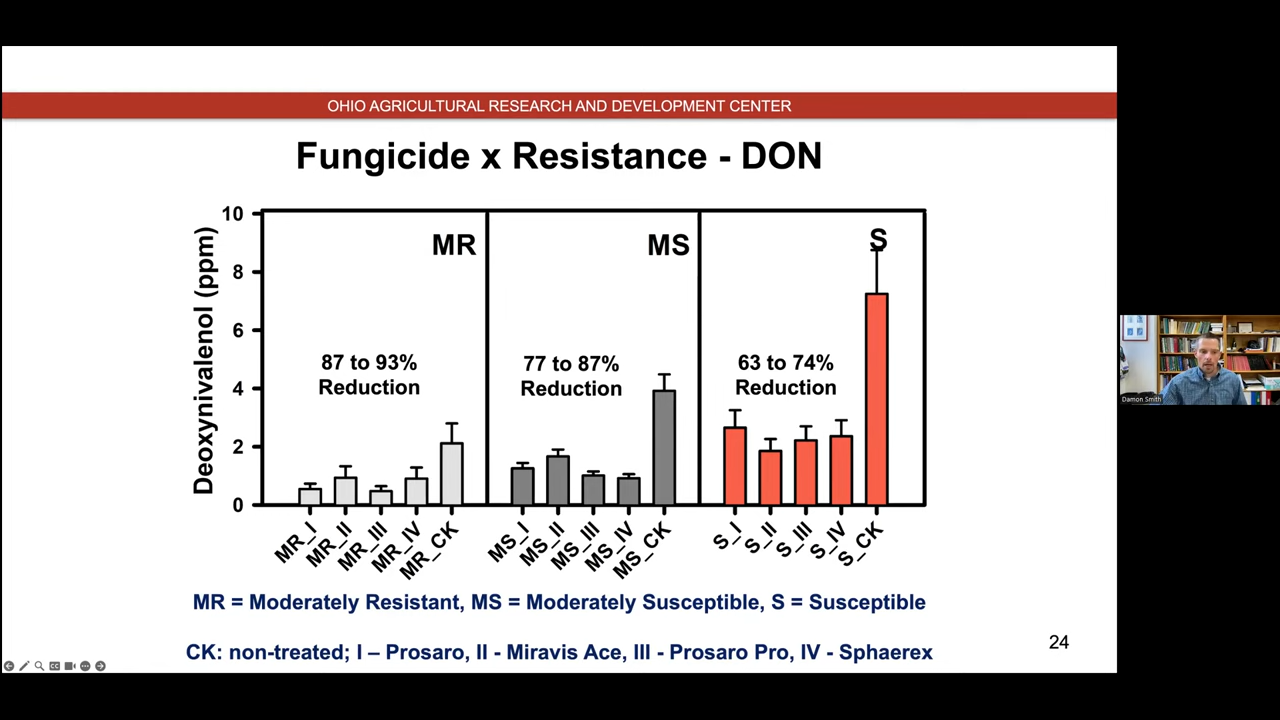 OHIO AGRICULTURAL RESEARCH AND DEVELOPMENT CENTER
Fungicide x Resistance - DON
Deoxynivalenol (ppm)
10
8
6
4
2
0
MR
87 to 93%
Reduction
MS
77 to 87%
Reduction
S
63 to 74%
Reduction
MR_I
MR_II
MR_III
MR_IV
MR_CK
MS_I
MS_II
MS_III
MS_IV
MS_CK
S_I
S_II
S_III
S_IV
S_CK
MR = Moderately Resistant, MS = Moderately Susceptible, S = Susceptible
CK: non-treated; I – Prosaro, II - Miravis Ace, III - Prosaro Pro, IV - Sphaerex
24
Damon Smith